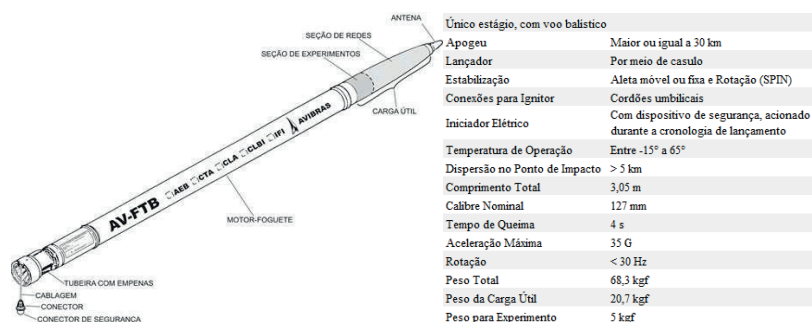 ANTENA
SEÇÃO DE REDES
SEÇÃO DE EXPERIMENTOS
CARGA ÚTIL
AV-FTB AEB CTA CLA CLBI IFI AVIBRAS
MOTOR-FOGUETE
TUBEIRA COM EMPENAS
CABLAGEM
CONECTOR
CONECTOR DE SEGURANCA
Único estágio, com voo balístico
Apogeu Maior ou igual a 30 km
Lançador Por meio de casulo
Estabilização Aleta móvel ou fixa e Rotação (SPIN)
Conexões para Ignitor Cordões umbilicais
Iniciador Elétrico Com dispositivo de segurança, acionado
durante a cronologia de lançamento
Temperatura de Operação Entre -15° a 65°
Dispersão no Ponto de Impacto > 5 km
Comprimento Total 3,05 m
Calibre Nominal 127 mm
Tempo de Queima 4 s
Aceleração Máxima 35 G
Rotação < 30 Hz
Peso Total 68,3 kgf
Peso da Carga Útil 20,7 kgf
Peso para Experimento 5 kgf